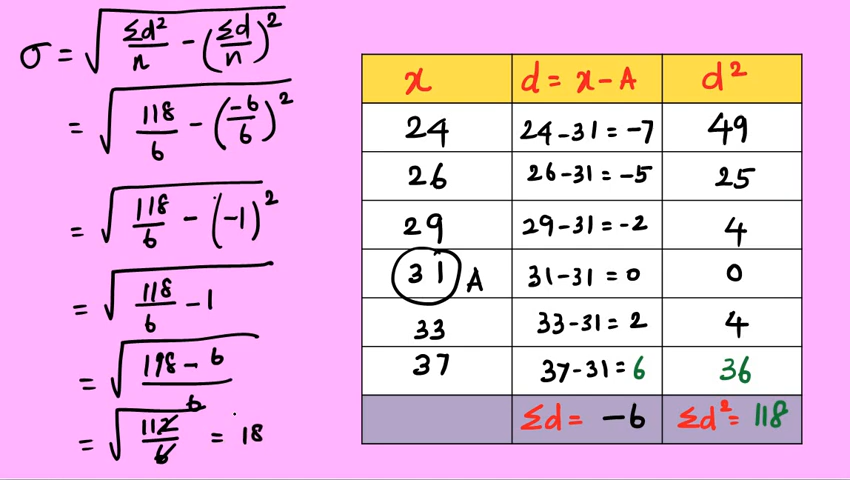 σ = √(Σd²/n − (Σd/n)²)
= √(118/6 − (−6/6)²)
= √(118/6 − (−1)²)
= √(118/6 − 1)
= √((118 − 6)/6)
= √(112/6) = 18
x d = x − A d²
24 24−31 = −7 49
26 26−31 = −5 25
29 29−31 = −2 4
31 A 31−31 = 0 0
33 33−31 = 2 4
37 37−31 = 6 36
Σd = −6 Σd² = 118